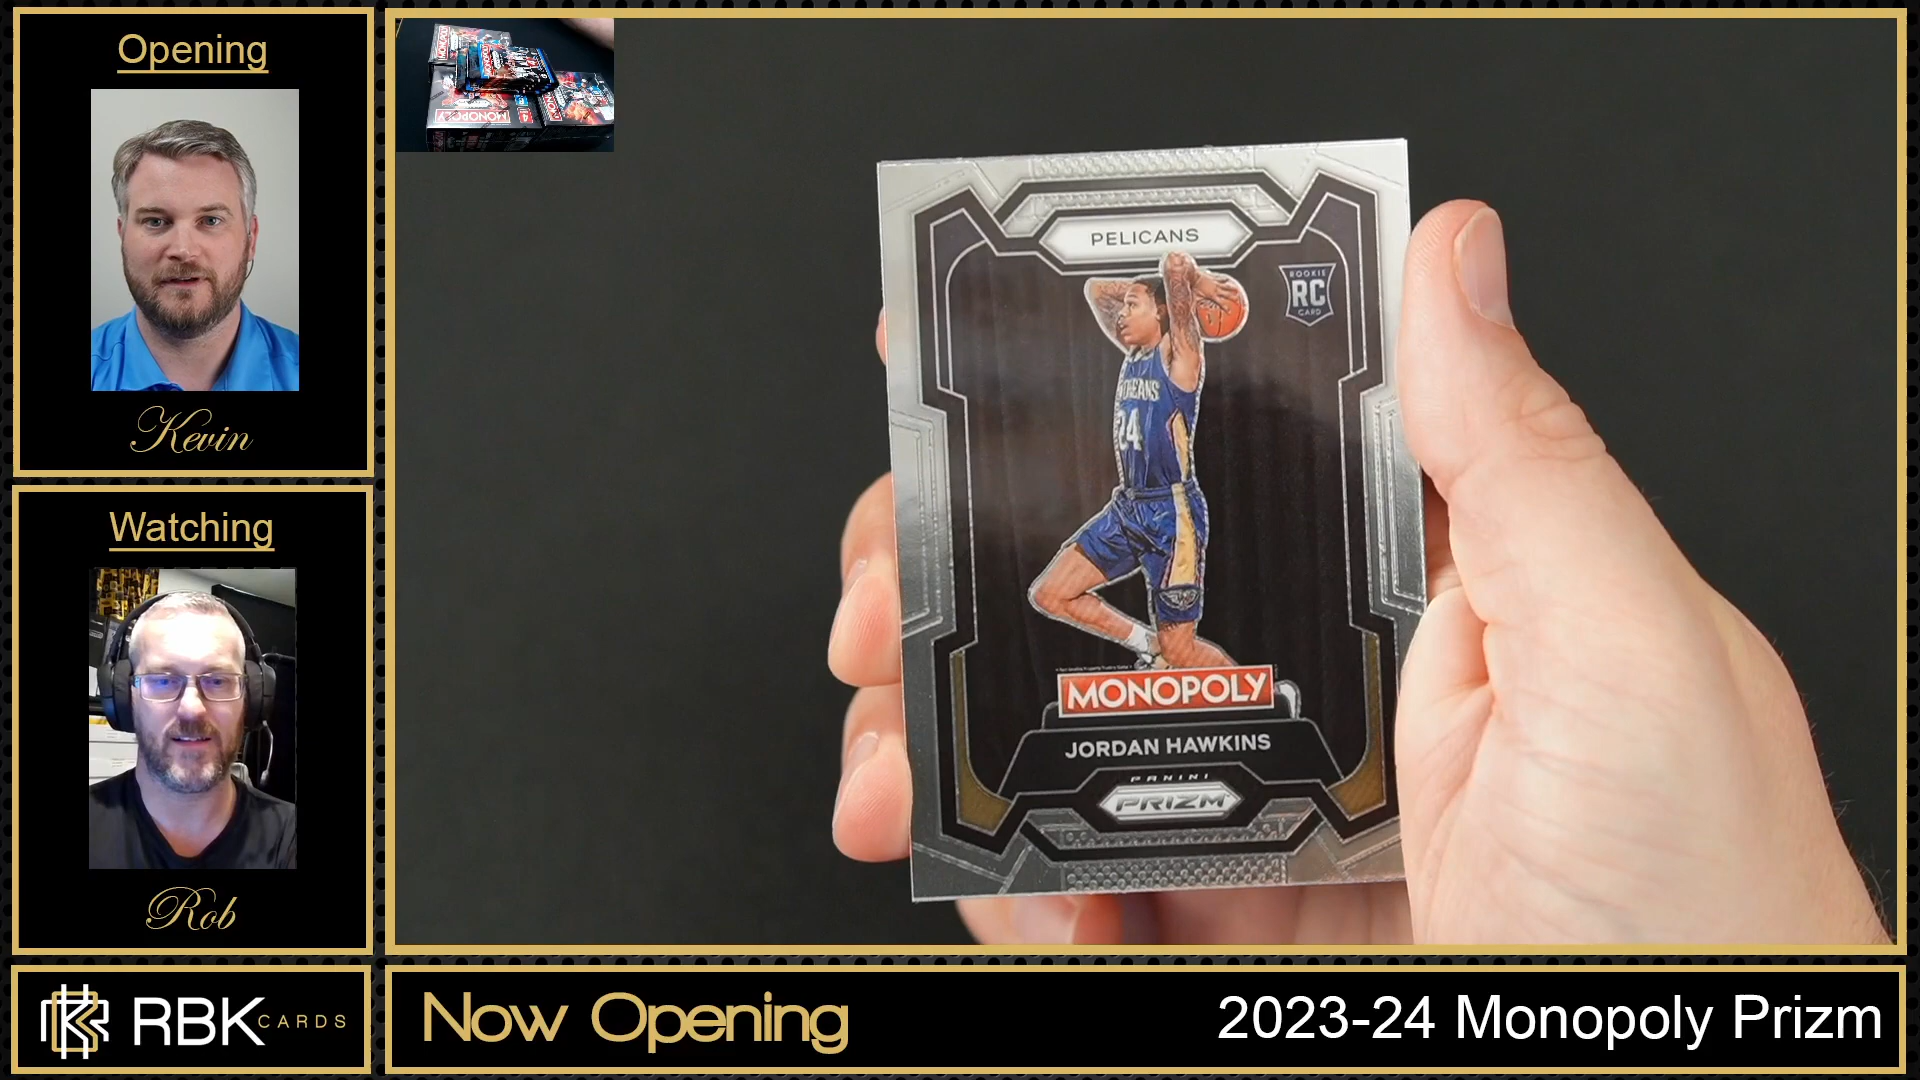 Opening
Kevin
Watching
Rob
RBK CARDS
MONOPOLY
PELICANS
ROOKIE
RC
CARD
24
MONOPOLY
JORDAN HAWKINS
PANINI
PRIZM
Now Opening
2023-24 Monopoly Prizm